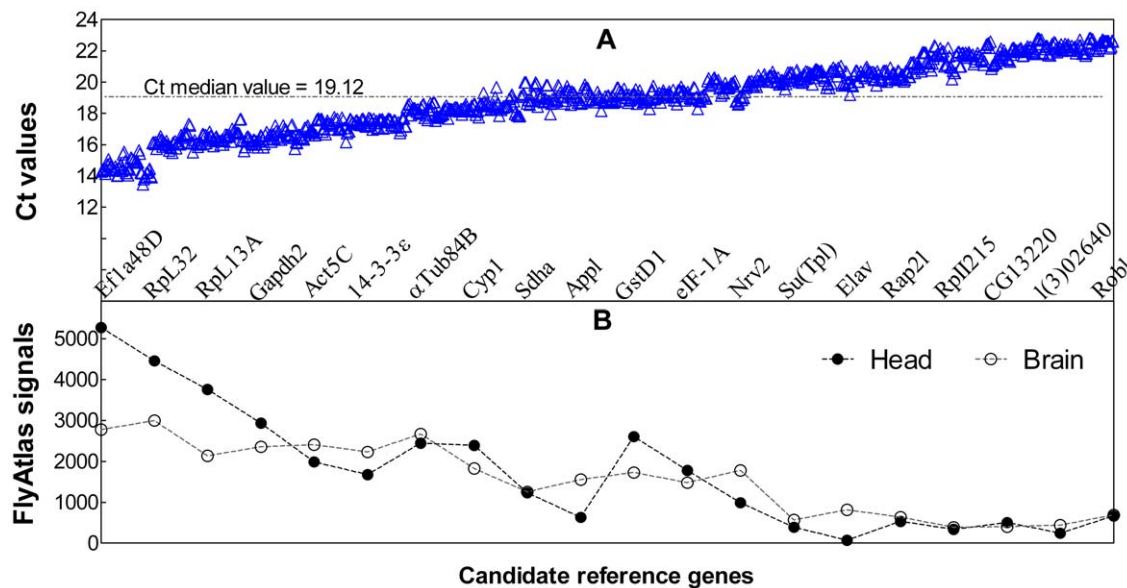 A
Ct values
24
22
20
18
16
14
12
Ct median value = 19.12
Ef1a48D
RpL32
RpL13A
Gapdh2
Act5C
14-3-3ε
αTub84B
Cyp1
Sdha
Appl
GstD1
eIF-1A
Nrv2
Su(Tpl)
Elav
Rap2l
RpII215
CG13220
l(3)02640
Robl
B
FlyAtlas signals
5000
4000
3000
2000
1000
0
Head
Brain
Candidate reference genes